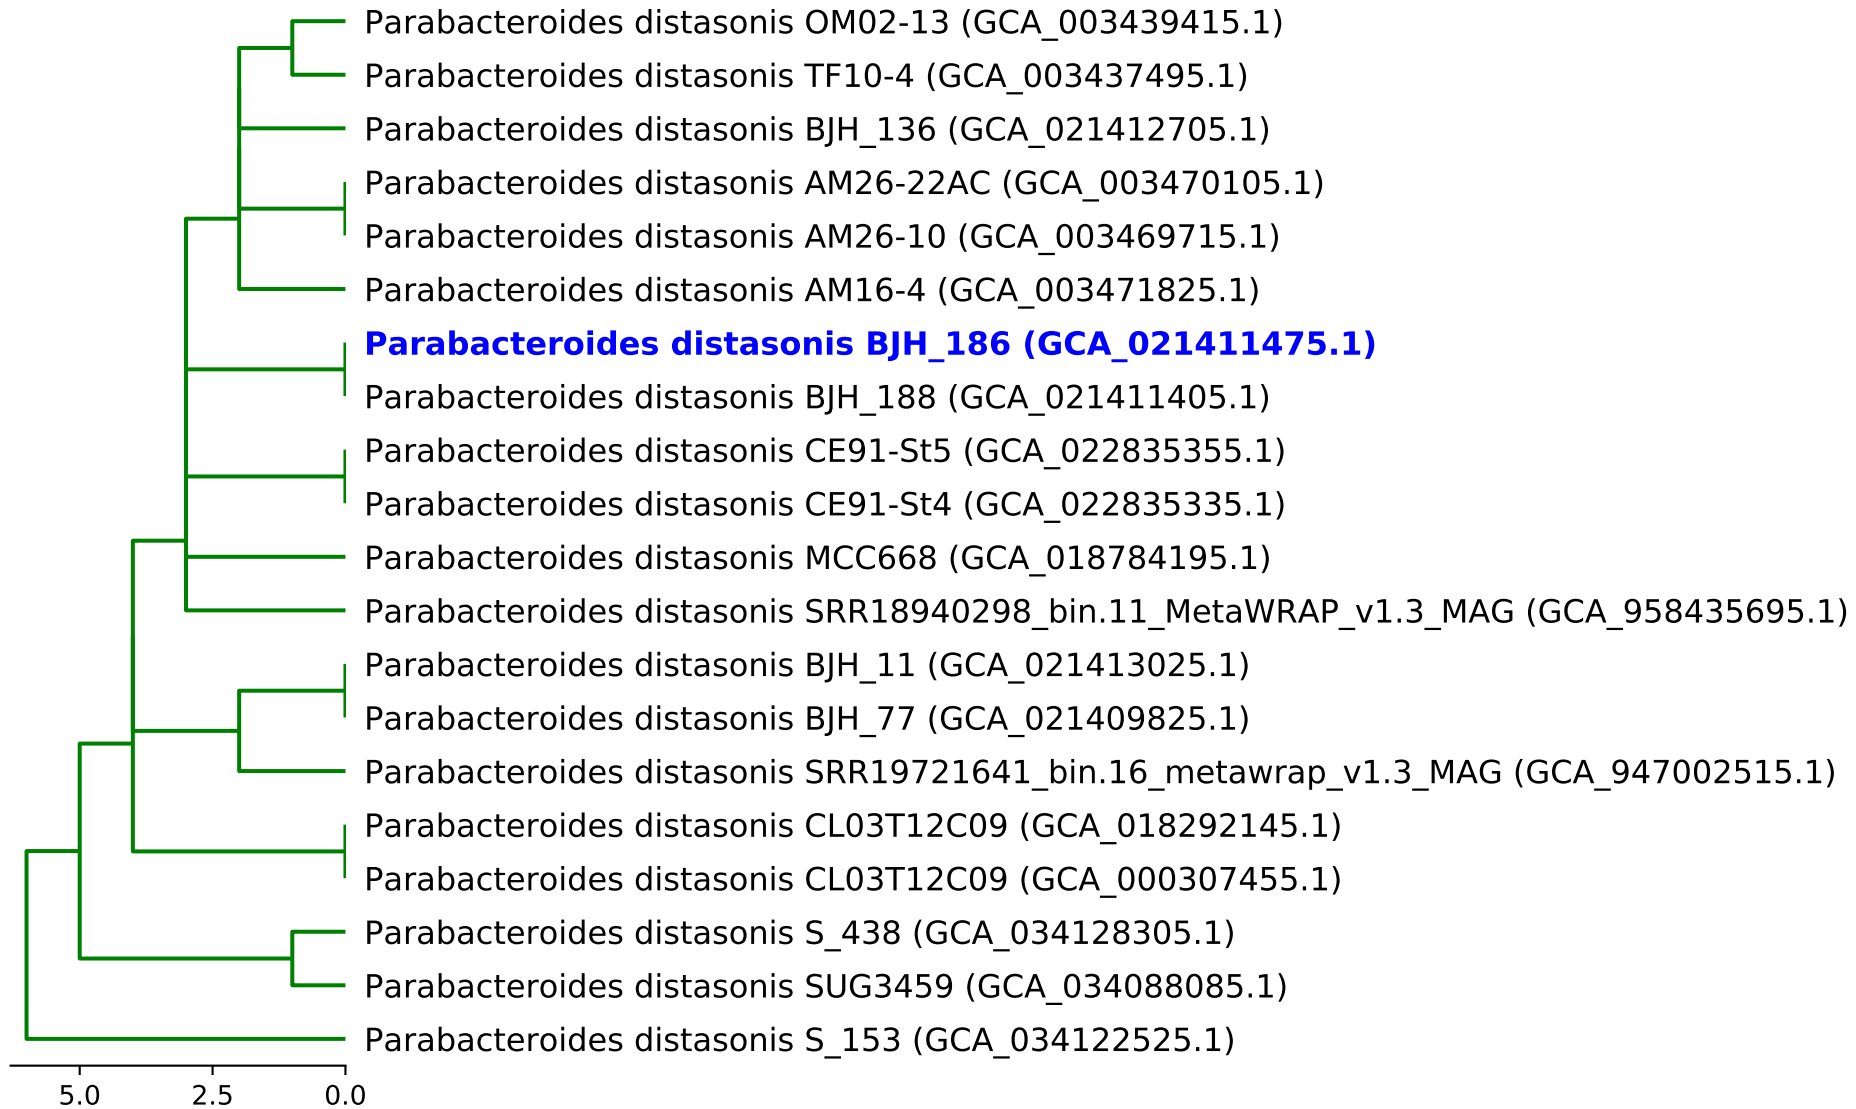 Parabacteroides distasonis OM02-13 (GCA_003439415.1)
Parabacteroides distasonis TF10-4 (GCA_003437495.1)
Parabacteroides distasonis BJH_136 (GCA_021412705.1)
Parabacteroides distasonis AM26-22AC (GCA_003470105.1)
Parabacteroides distasonis AM26-10 (GCA_003469715.1)
Parabacteroides distasonis AM16-4 (GCA_003471825.1)
Parabacteroides distasonis BJH_186 (GCA_021411475.1)
Parabacteroides distasonis BJH_188 (GCA_021411405.1)
Parabacteroides distasonis CE91-St5 (GCA_022835355.1)
Parabacteroides distasonis CE91-St4 (GCA_022835335.1)
Parabacteroides distasonis MCC668 (GCA_018784195.1)
Parabacteroides distasonis SRR18940298_bin.11_MetaWRAP_v1.3_MAG (GCA_958435695.1)
Parabacteroides distasonis BJH_11 (GCA_021413025.1)
Parabacteroides distasonis BJH_77 (GCA_021409825.1)
Parabacteroides distasonis SRR19721641_bin.16_metawrap_v1.3_MAG (GCA_947002515.1)
Parabacteroides distasonis CL03T12C09 (GCA_018292145.1)
Parabacteroides distasonis CL03T12C09 (GCA_000307455.1)
Parabacteroides distasonis S_438 (GCA_034128305.1)
Parabacteroides distasonis SUG3459 (GCA_034088085.1)
Parabacteroides distasonis S_153 (GCA_034122525.1)
5.0 2.5 0.0